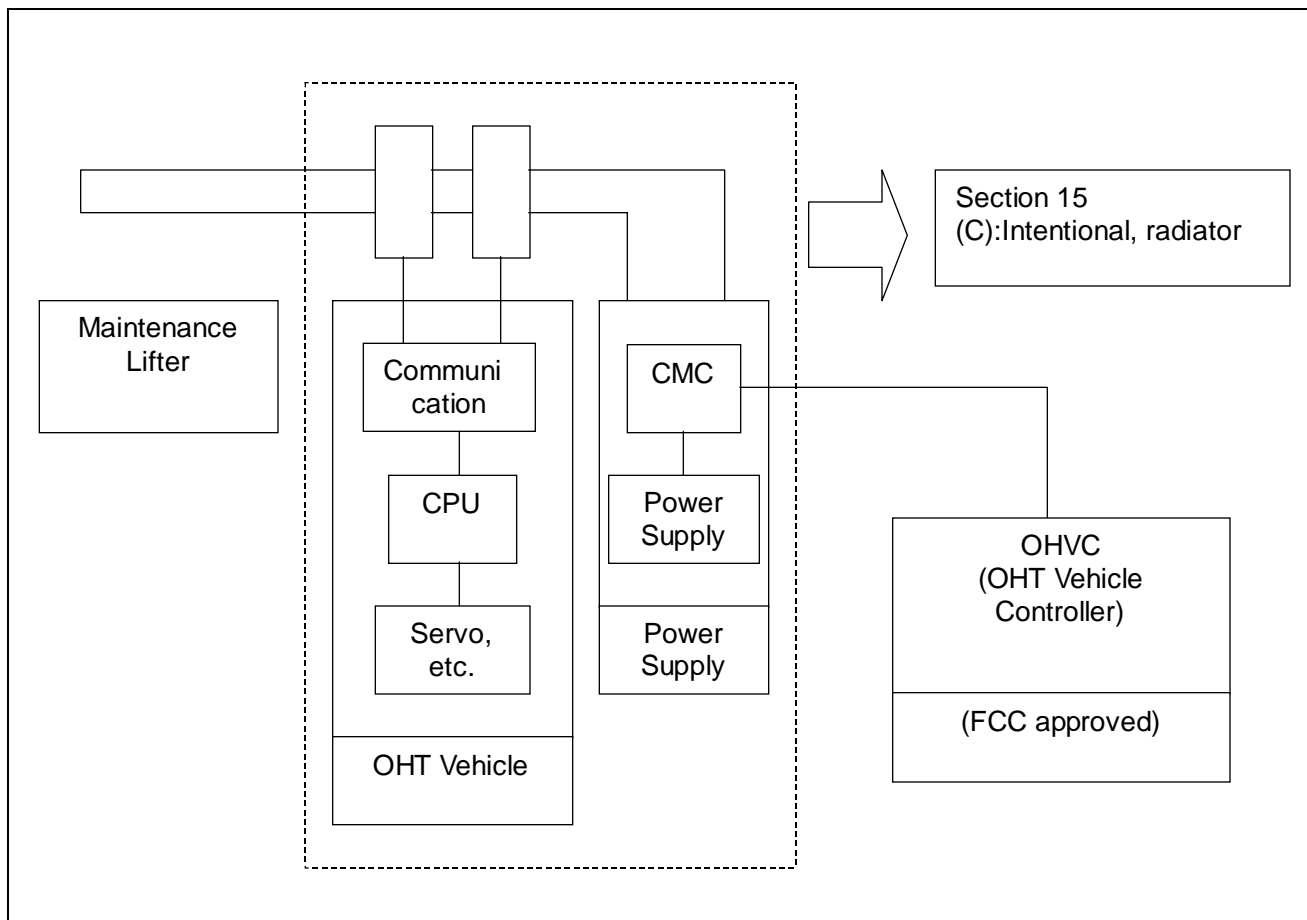 Section 15
(C):Intentional, radiator
Maintenance
Lifter
Communi
cation
CPU
Servo,
etc.
OHT Vehicle
CMC
Power
Supply
Power
Supply
OHVC
(OHT Vehicle
Controller)
(FCC approved)